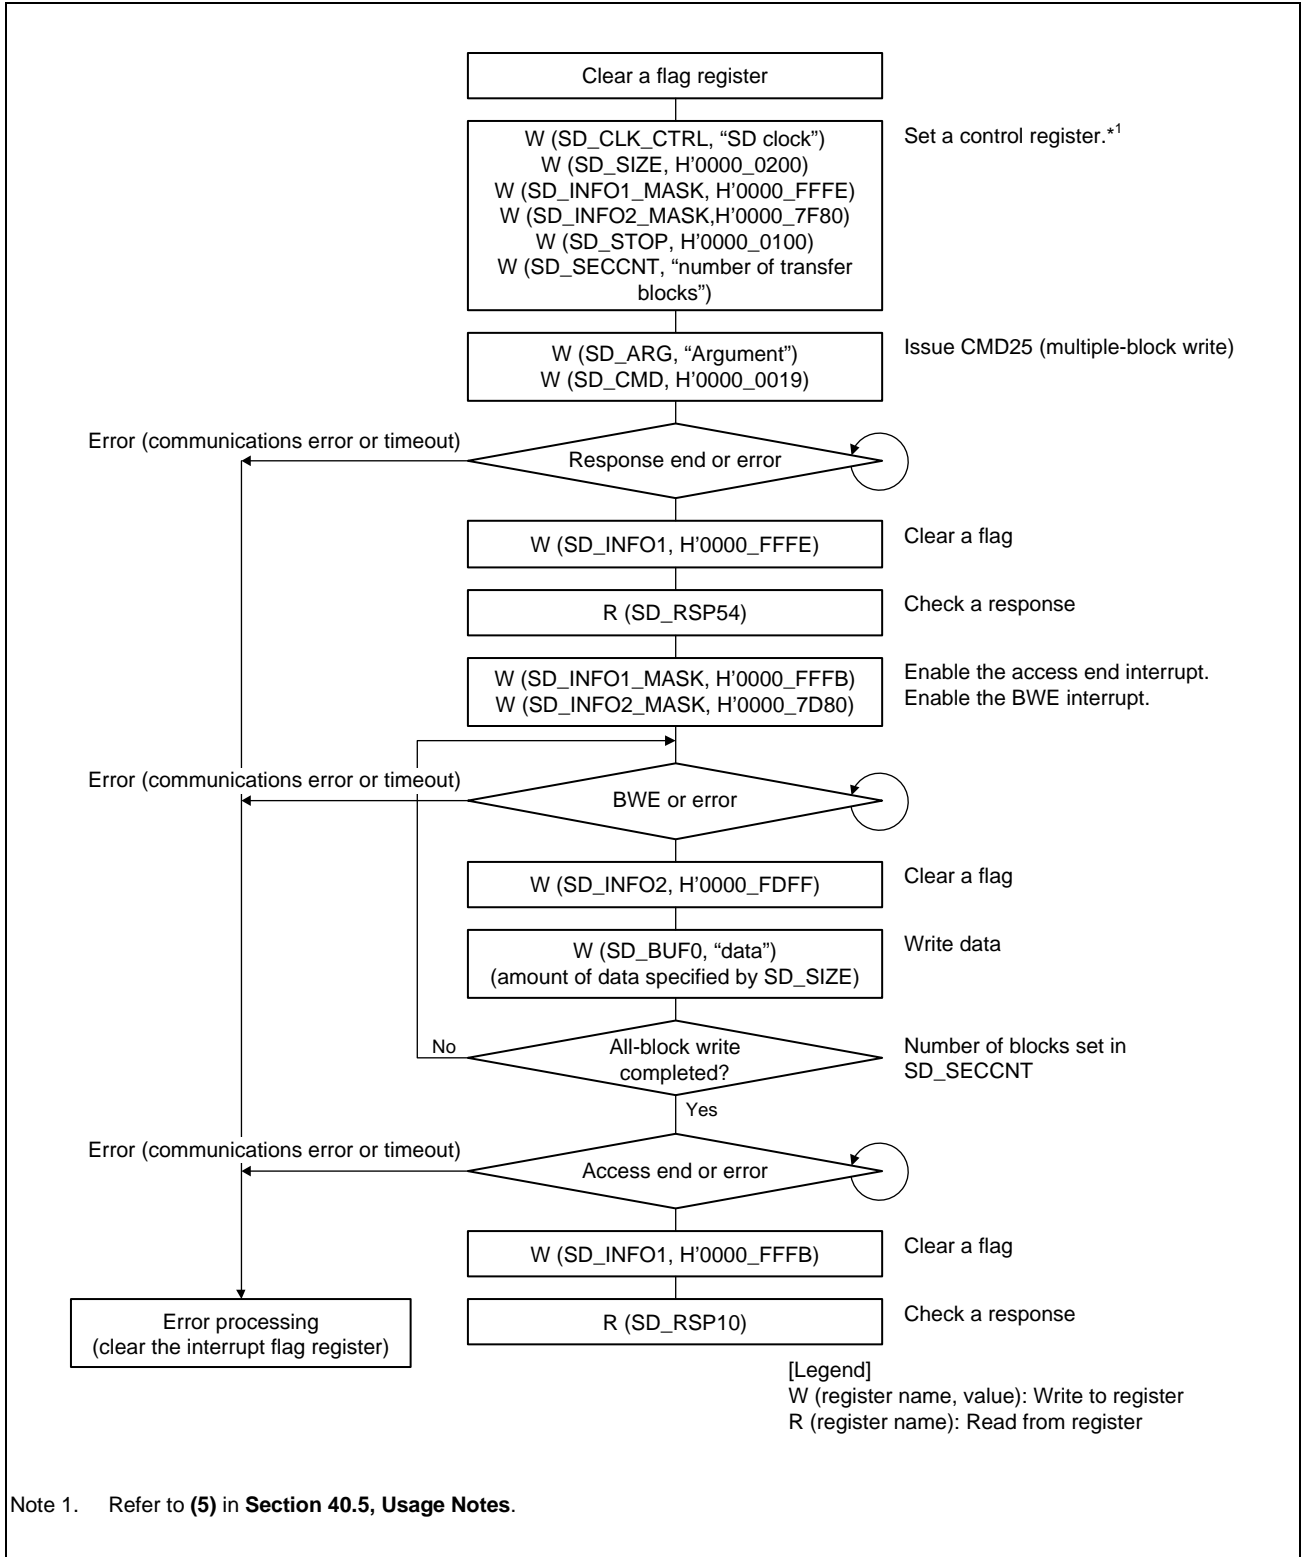 Clear a flag register
W (SD_CLK_CTRL, “SD clock”)
W (SD_SIZE, H’0000_0200)
W (SD_INFO1_MASK, H’0000_FFFE)
W (SD_INFO2_MASK,H’0000_7F80)
W (SD_STOP, H’0000_0100)
W (SD_SECCNT, “number of transfer
blocks”)
Set a control register.*1
W (SD_ARG, “Argument”)
W (SD_CMD, H’0000_0019)
Issue CMD25 (multiple-block write)
Error (communications error or timeout)
Response end or error
W (SD_INFO1, H’0000_FFFE)
Clear a flag
R (SD_RSP54)
Check a response
W (SD_INFO1_MASK, H’0000_FFFB)
W (SD_INFO2_MASK, H’0000_7D80)
Enable the access end interrupt.
Enable the BWE interrupt.
Error (communications error or timeout)
BWE or error
W (SD_INFO2, H’0000_FDFF)
Clear a flag
W (SD_BUF0, “data”)
(amount of data specified by SD_SIZE)
Write data
No
All-block write
completed?
Number of blocks set in
SD_SECCNT
Yes
Error (communications error or timeout)
Access end or error
W (SD_INFO1, H’0000_FFFB)
Clear a flag
Error processing
(clear the interrupt flag register)
R (SD_RSP10)
Check a response
[Legend]
W (register name, value): Write to register
R (register name): Read from register
Note 1. Refer to (5) in Section 40.5, Usage Notes.